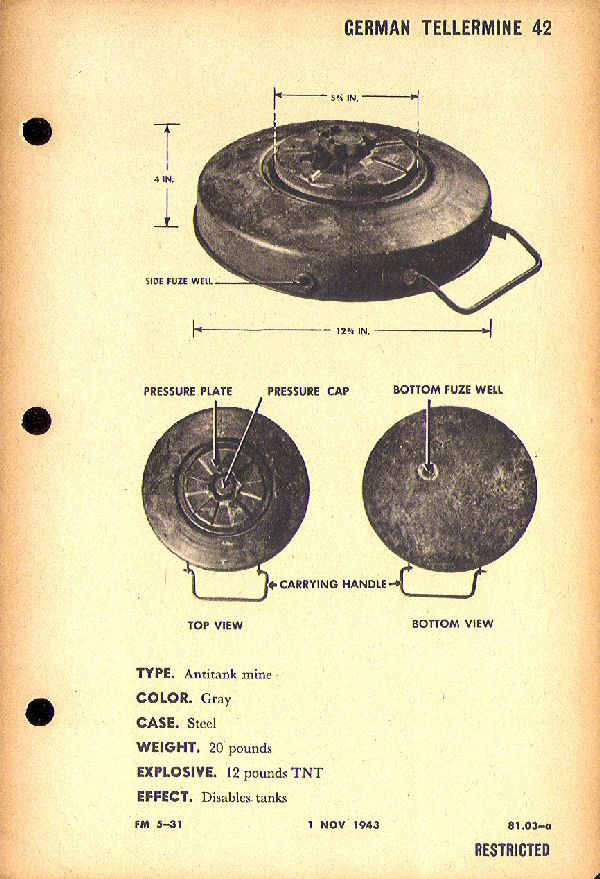 GERMAN TELLERMINE 42
5⅝ IN.
4 IN.
SIDE FUZE WELL
12¾ IN.
PRESSURE PLATE
PRESSURE CAP
BOTTOM FUZE WELL
CARRYING HANDLE
TOP VIEW
BOTTOM VIEW
TYPE. Antitank mine
COLOR. Gray
CASE. Steel
WEIGHT. 20 pounds
EXPLOSIVE. 12 pounds TNT
EFFECT. Disables tanks
FM 5–31 1 NOV 1943 81.03–a
RESTRICTED